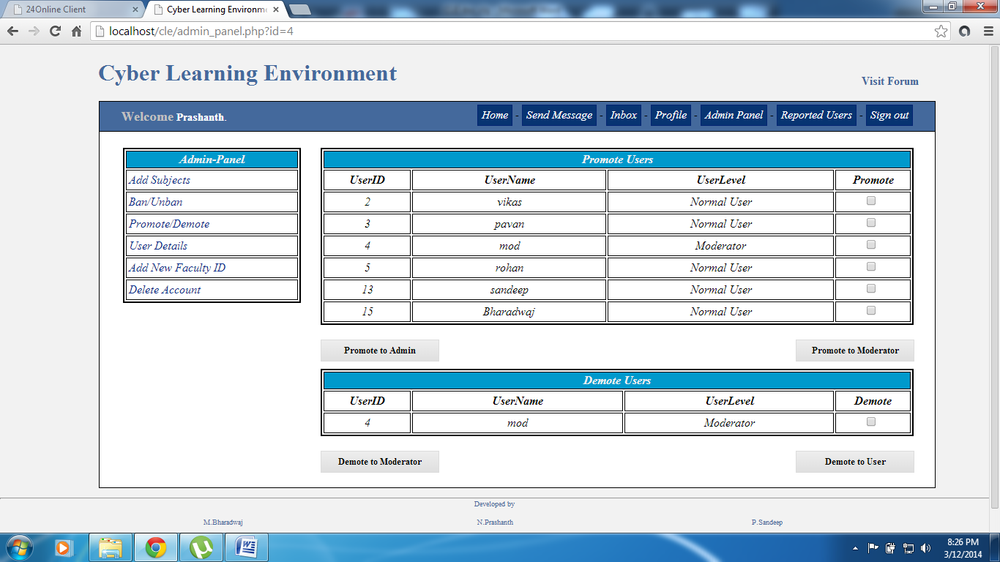 24Online Client
Cyber Learning Environme
localhost/cle/admin_panel.php?id=4
Cyber Learning Environment
Visit Forum
Welcome Prashanth.
Home - Send Message - Inbox - Profile - Admin Panel - Reported Users - Sign out
Admin-Panel
Add Subjects
Ban/Unban
Promote/Demote
User Details
Add New Faculty ID
Delete Account
Promote Users
UserID UserName UserLevel Promote
2 vikas Normal User
3 pavan Normal User
4 mod Moderator
5 rohan Normal User
13 sandeep Normal User
15 Bharadwaj Normal User
Promote to Admin Promote to Moderator
Demote Users
UserID UserName UserLevel Demote
4 mod Moderator
Demote to Moderator Demote to User
Developed by
M.Bharadwaj N.Prashanth P.Sandeep
8:26 PM
3/12/2014